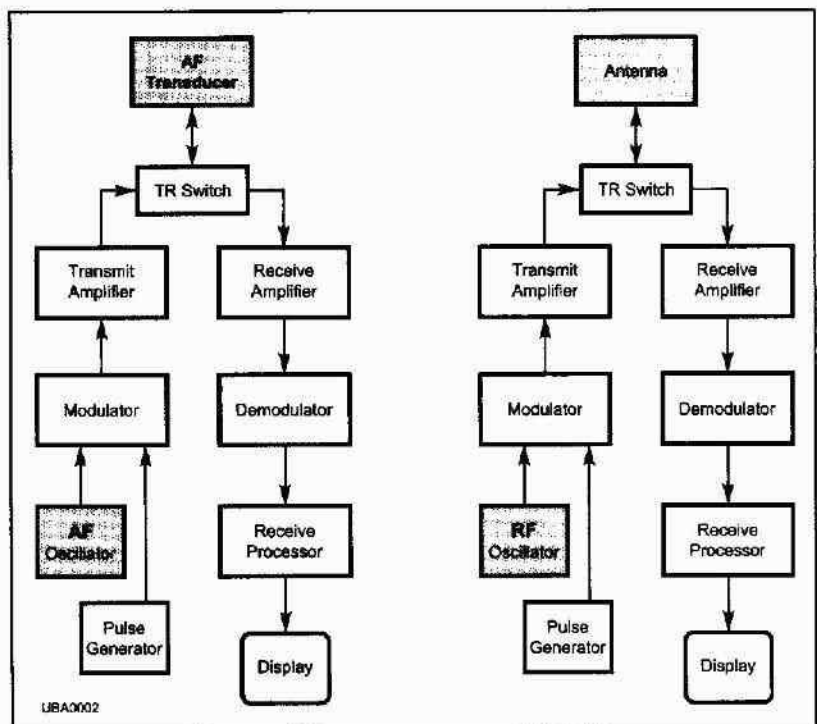 AF
Transducer
TR Switch
Transmit
Amplifier
Receive
Amplifier
Modulator
Demodulator
AF
Oscillator
Receive
Processor
Pulse
Generator
Display
Antenna
TR Switch
Transmit
Amplifier
Receive
Amplifier
Modulator
Demodulator
RF
Oscillator
Receive
Processor
Pulse
Generator
Display
UBA0002